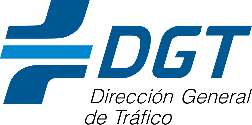 DGT
Dirección General
de Tráfico